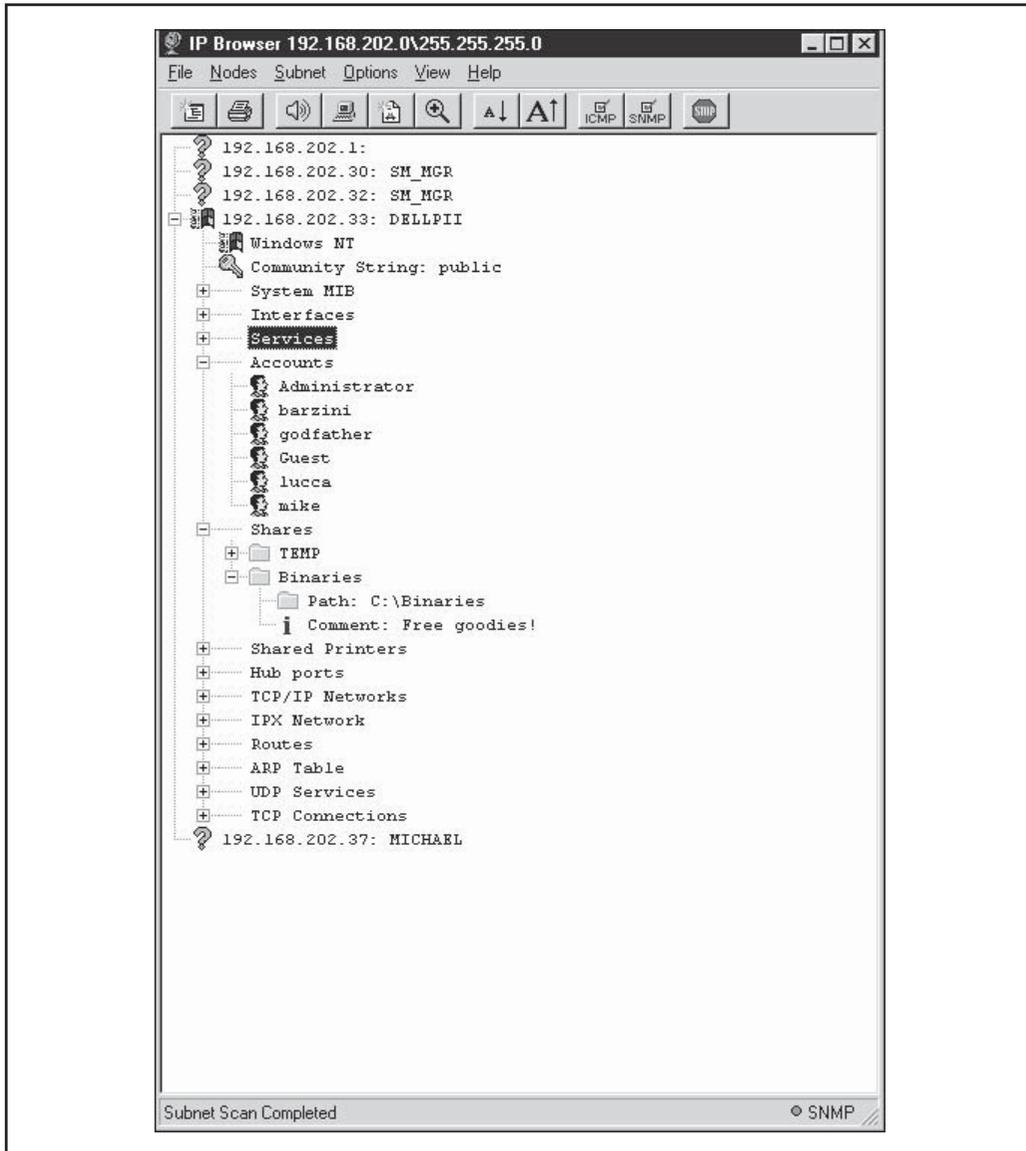 IP Browser 192.168.202.0\255.255.255.0
File Nodes Subnet Options View Help
A A ICMP SNMP STOP
192.168.202.1:
192.168.202.30: SM_MGR
192.168.202.32: SM_MGR
192.168.202.33: DELLPII
Windows NT
Community String: public
System MIB
Interfaces
Services
Accounts
Administrator
barzini
godfather
Guest
lucca
mike
Shares
TEMP
Binaries
Path: C:\Binaries
Comment: Free goodies!
Shared Printers
Hub ports
TCP/IP Networks
IPX Network
Routes
ARP Table
UDP Services
TCP Connections
192.168.202.37: MICHAEL
Subnet Scan Completed SNMP